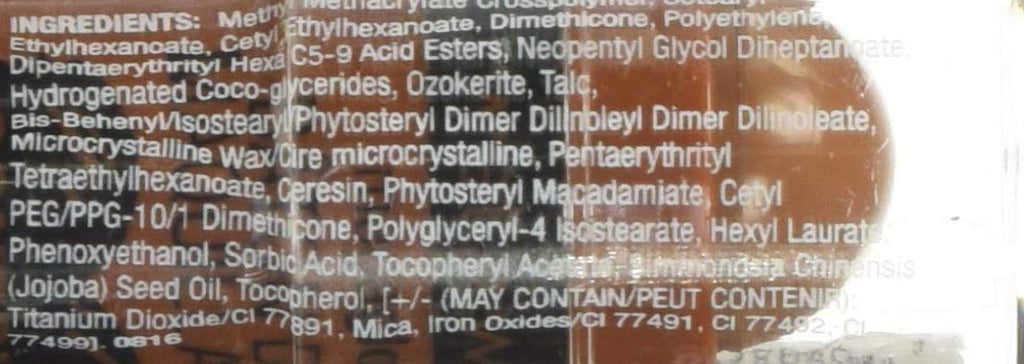 INGREDIENTS: Methyl Methacrylate Crosspolymer,
Ethylhexanoate, Cetyl Ethylhexanoate, Dimethicone, Polyethylene,
Dipentaerythrityl Hexa C5-9 Acid Esters, Neopentyl Glycol Diheptanoate,
Hydrogenated Coco-glycerides, Ozokerite, Talc,
Bis-Behenyl/Isostearyl/Phytosteryl Dimer Dilinoleyl Dimer Dilinoleate,
Microcrystalline Wax/Cire microcrystalline, Pentaerythrityl
Tetraethylhexanoate, Ceresin, Phytosteryl Macadamiate, Cetyl
PEG/PPG-10/1 Dimethicone, Polyglyceryl-4 Isostearate, Hexyl Laurate,
Phenoxyethanol, Sorbic Acid, Tocopheryl Acetate, Simmondsia Chinensis
(Jojoba) Seed Oil, Tocopherol, [+/- (MAY CONTAIN/PEUT CONTENIR):
Titanium Dioxide/CI 77891, Mica, Iron Oxides/CI 77491, CI 77492, CI
77499]. 0816